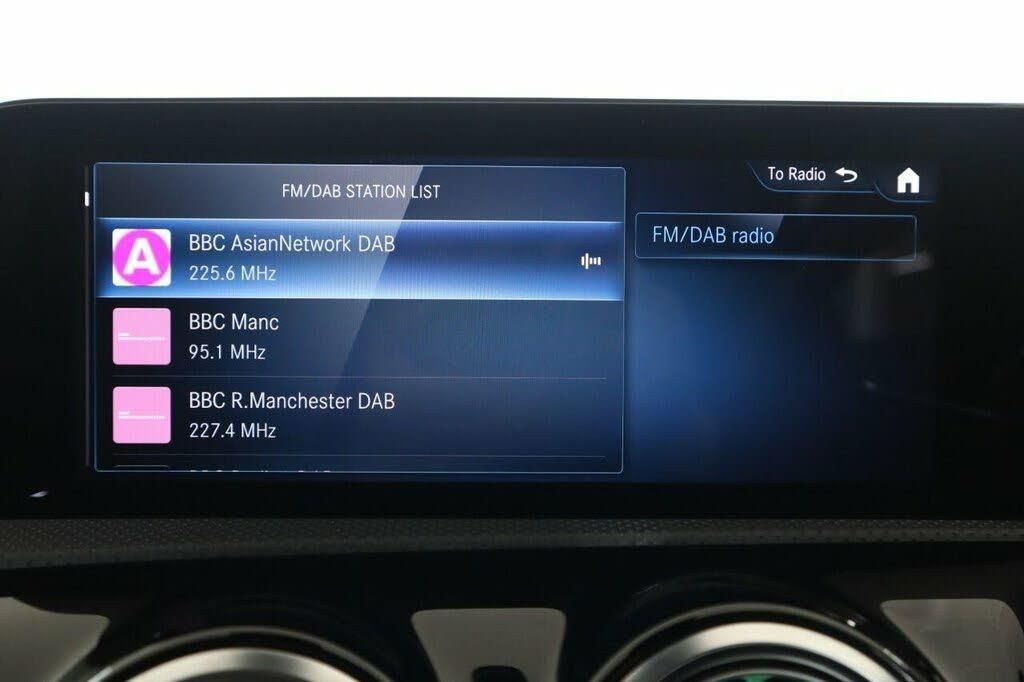 To Radio
FM/DAB STATION LIST
FM/DAB radio
A
BBC AsianNetwork DAB
225.6 MHz
BBC Manc
95.1 MHz
BBC R.Manchester DAB
227.4 MHz